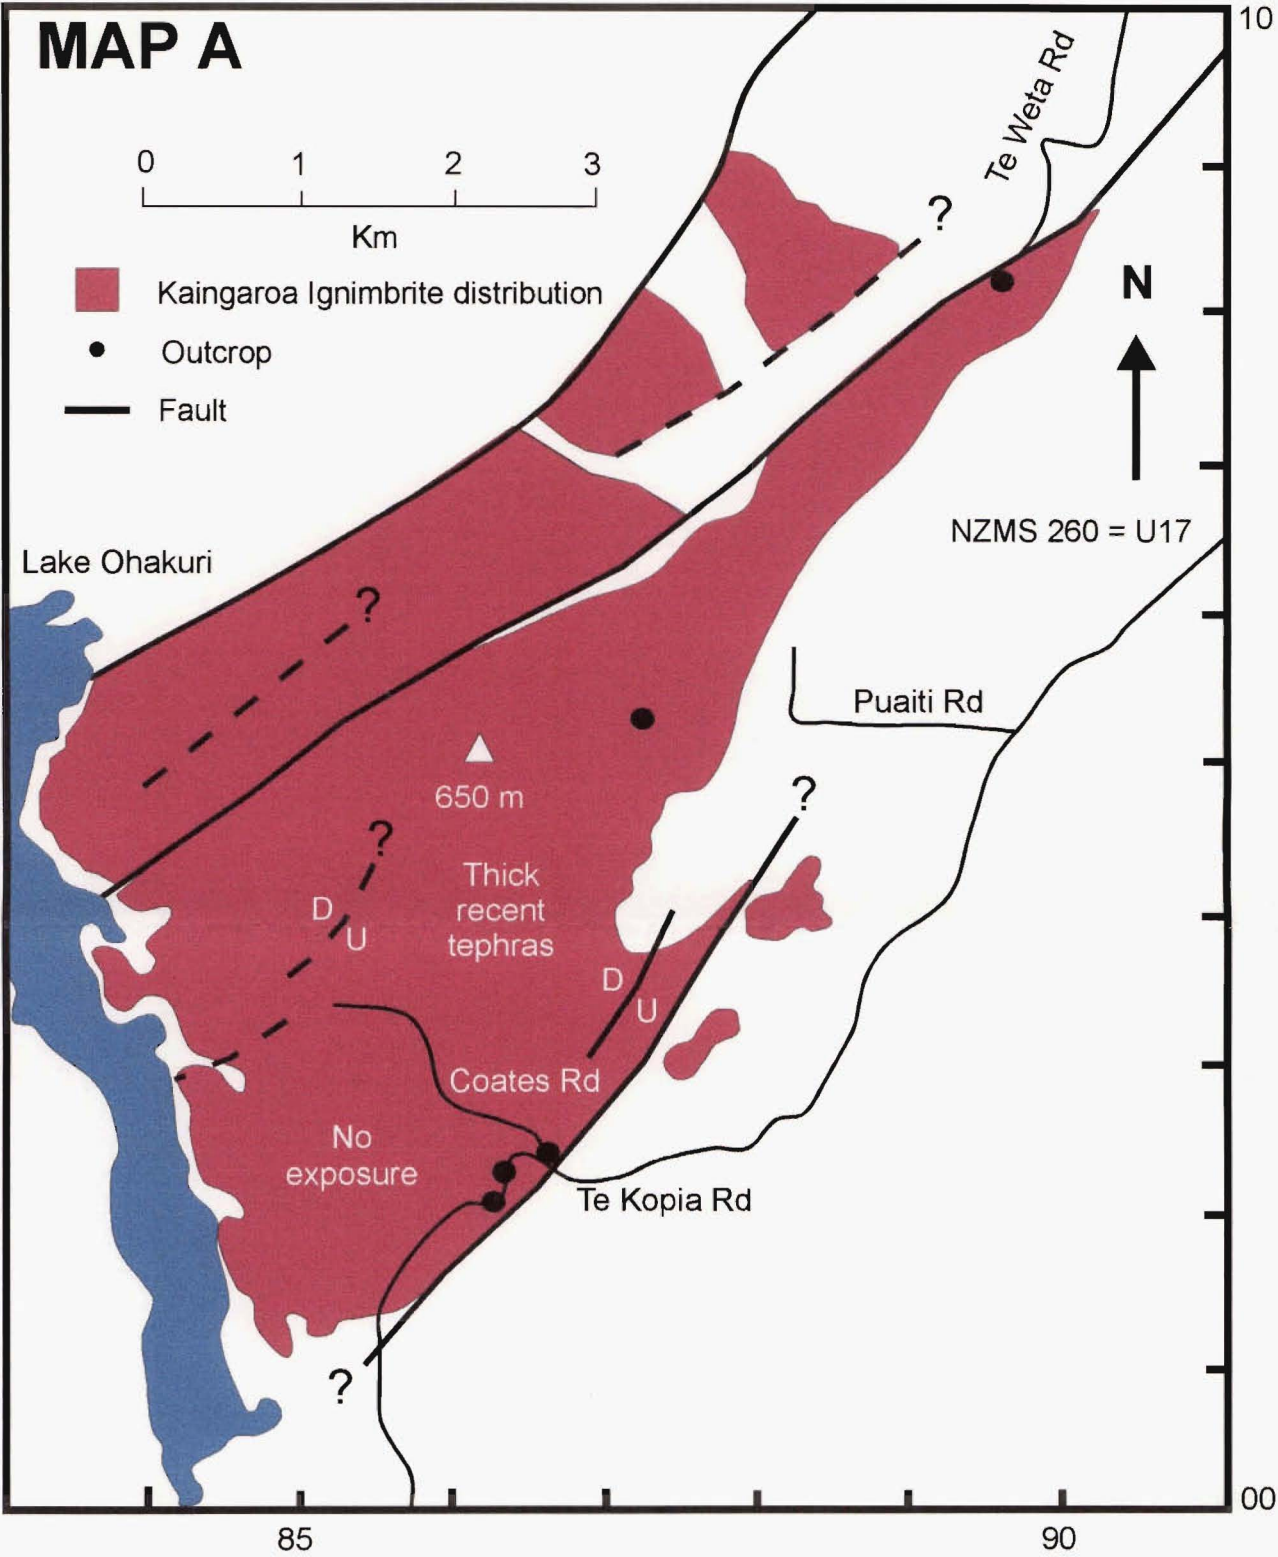 MAP A
10
Te Weta Rd
0 1 2 3
Km
?
Kaingaroa Ignimbrite distribution
N
Outcrop
Fault
NZMS 260 = U17
Lake Ohakuri
?
Puaiti Rd
650 m
?
?
Thick
recent
tephras
D
U
D
U
Coates Rd
No
exposure
Te Kopia Rd
?
00
85
90